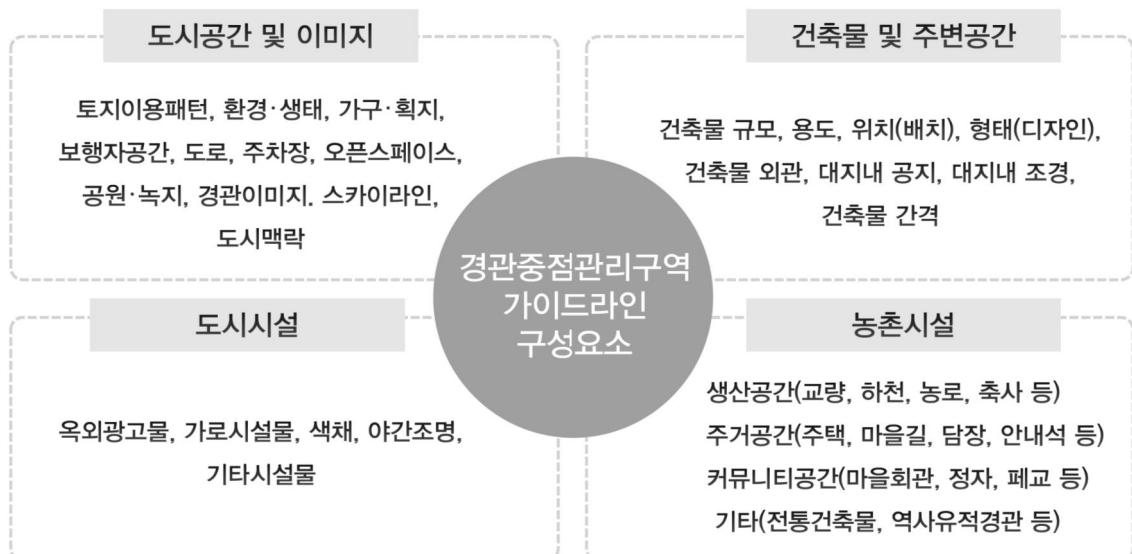 도시공간 및 이미지
토지이용패턴, 환경·생태, 가구·획지,
보행자공간, 도로, 주차장, 오픈스페이스,
공원·녹지, 경관이미지. 스카이라인,
도시맥락
건축물 및 주변공간
건축물 규모, 용도, 위치(배치), 형태(디자인),
건축물 외관, 대지내 공지, 대지내 조경,
건축물 간격
경관중점관리구역
가이드라인
구성요소
도시시설
옥외광고물, 가로시설물, 색채, 야간조명,
기타시설물
농촌시설
생산공간(교량, 하천, 농로, 축사 등)
주거공간(주택, 마을길, 담장, 안내석 등)
커뮤니티공간(마을회관, 정자, 페교 등)
기타(전통건축물, 역사유적경관 등)